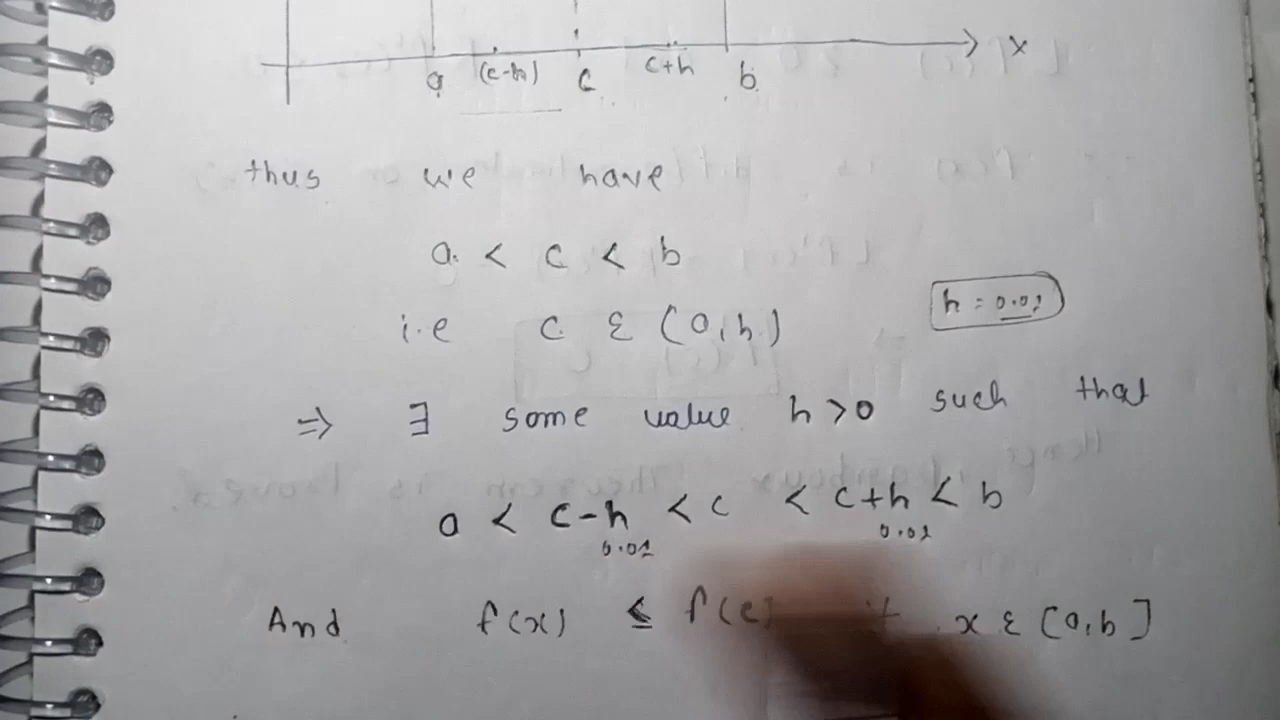 a (c-h) c c+h b x
thus we have
a < c < b
i.e c ε (a,b)
h = 0.01
⇒ ∃ some value h>0 such that
a < c-h < c < c+h < b
0.01 0.01
And f(x) ≤ f(c) x ε [a,b]